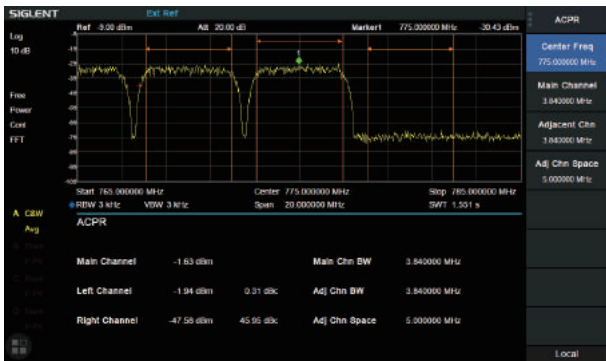 SIGLENT Ext Ref
Ref -9.00 dBm Att 20.00 dB Marker1 775.000000 MHz -30.43 dBm
Log
10 dB
Free
Power
Cont
FFT
1
Start 765.000000 MHz Center 775.000000 MHz Stop 785.000000 MHz
RBW 3 kHz VBW 3 kHz Span 20.000000 MHz SWT 1.551 s
A C&W
Avg
ACPR
Main Channel -1.63 dBm Main Chn BW 3.840000 MHz
Left Channel -1.94 dBm 0.31 dBc Adj Chn BW 3.840000 MHz
Right Channel -47.58 dBm 45.95 dBc Adj Chn Space 5.000000 MHz
ACPR
Center Freq
775.000000 MHz
Main Channel
3.840000 MHz
Adjacent Chn
3.840000 MHz
Adj Chn Space
5.000000 MHz
Local